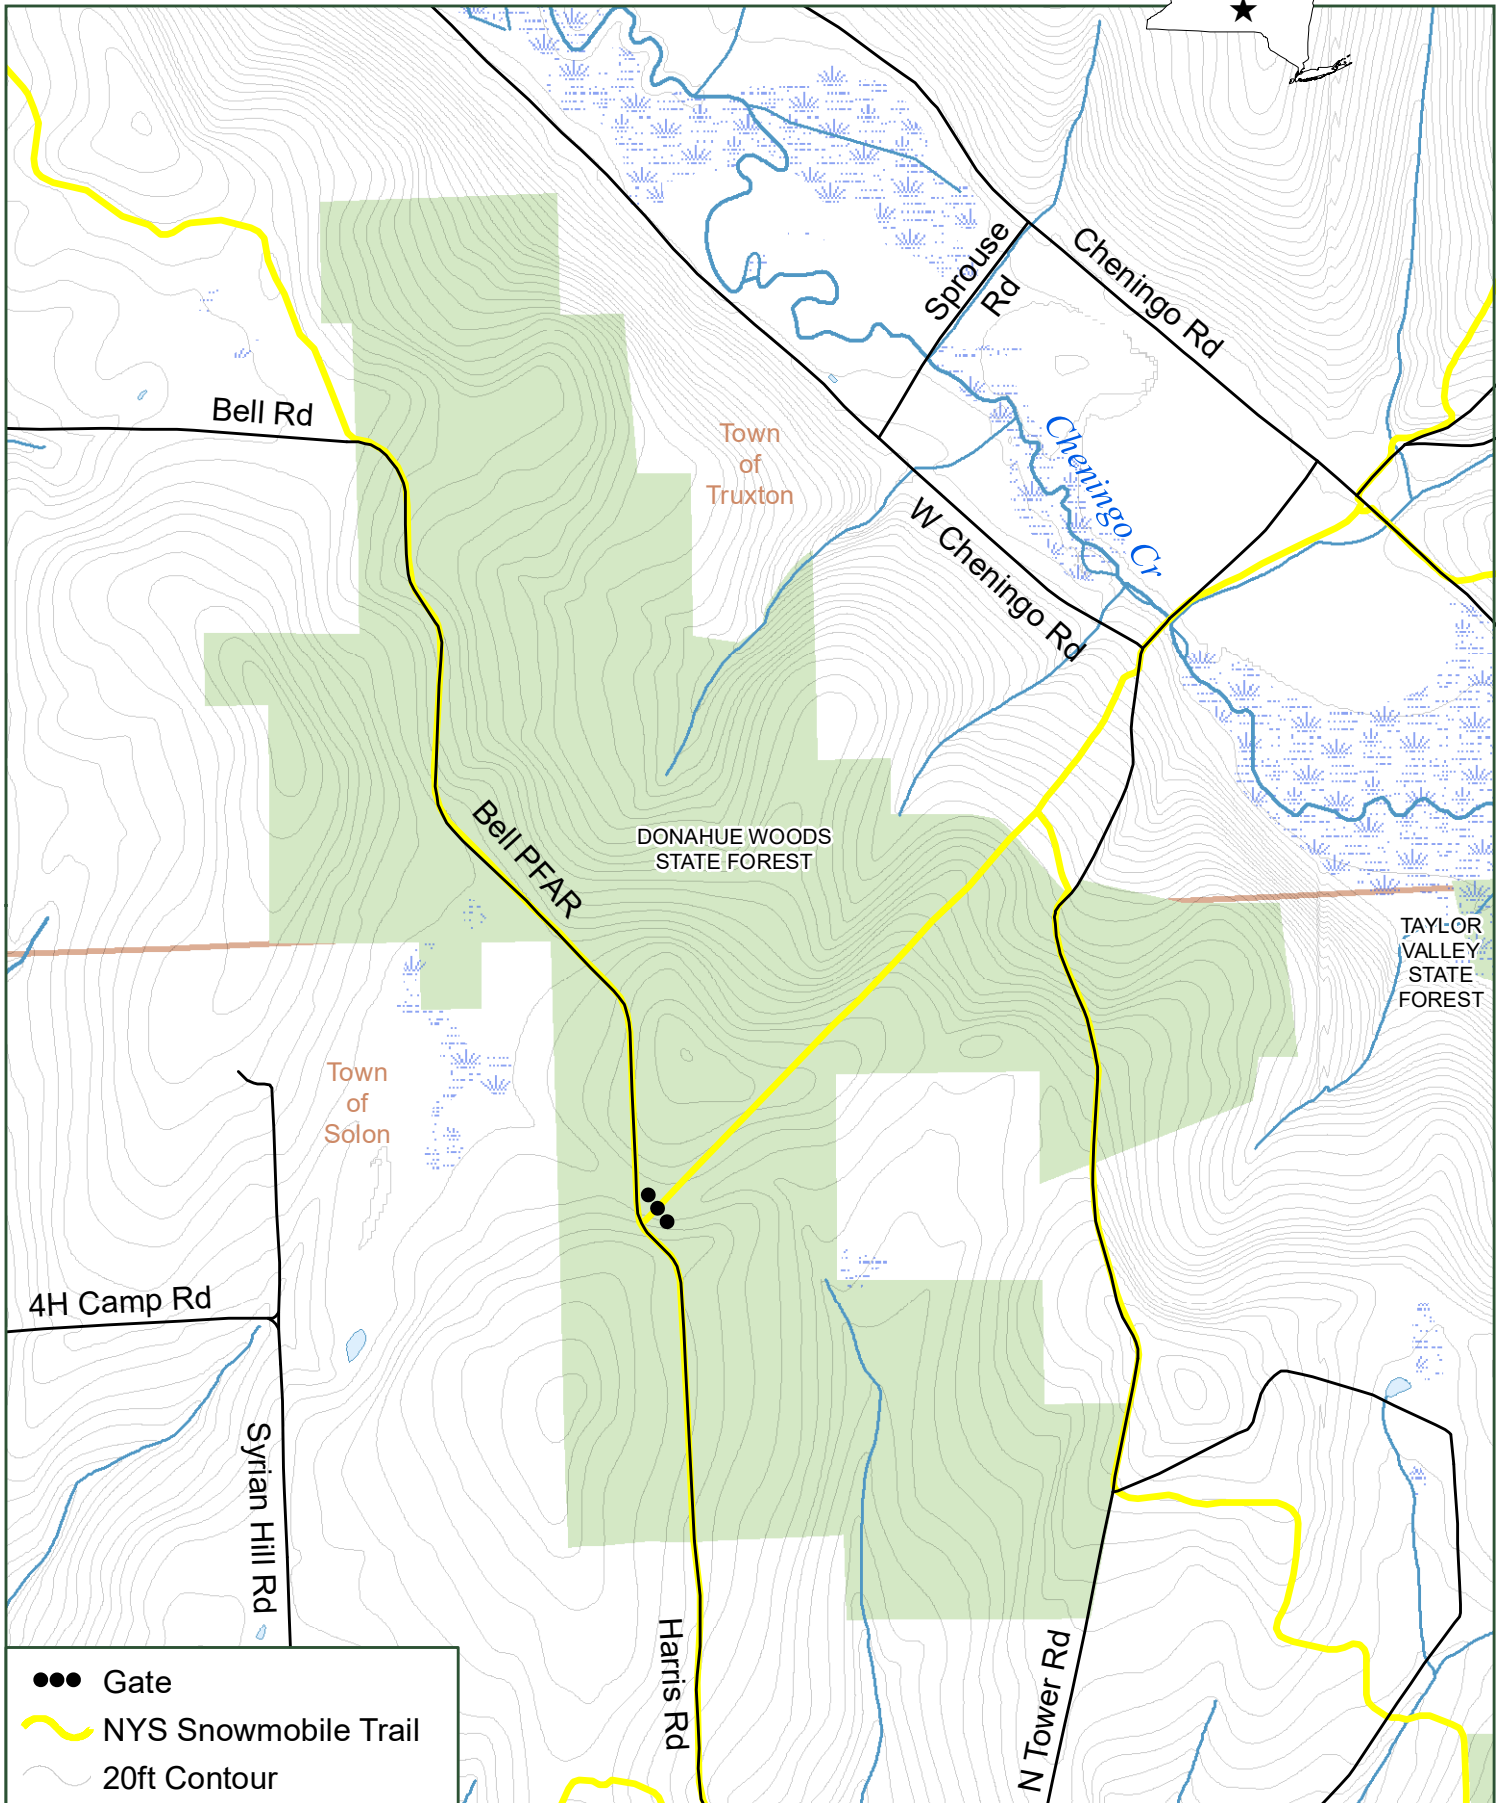 Sprouse
Rd
Cheningo Rd
Bell Rd
Town
of
Truxton
Cheningo Cr
W Cheningo Rd
Bell PFAR
DONAHUE WOODS
STATE FOREST
TAYLOR
VALLEY
STATE
FOREST
Town
of
Solon
4H Camp Rd
Syrian Hill Rd
Harris Rd
N Tower Rd
Gate
NYS Snowmobile Trail
20ft Contour